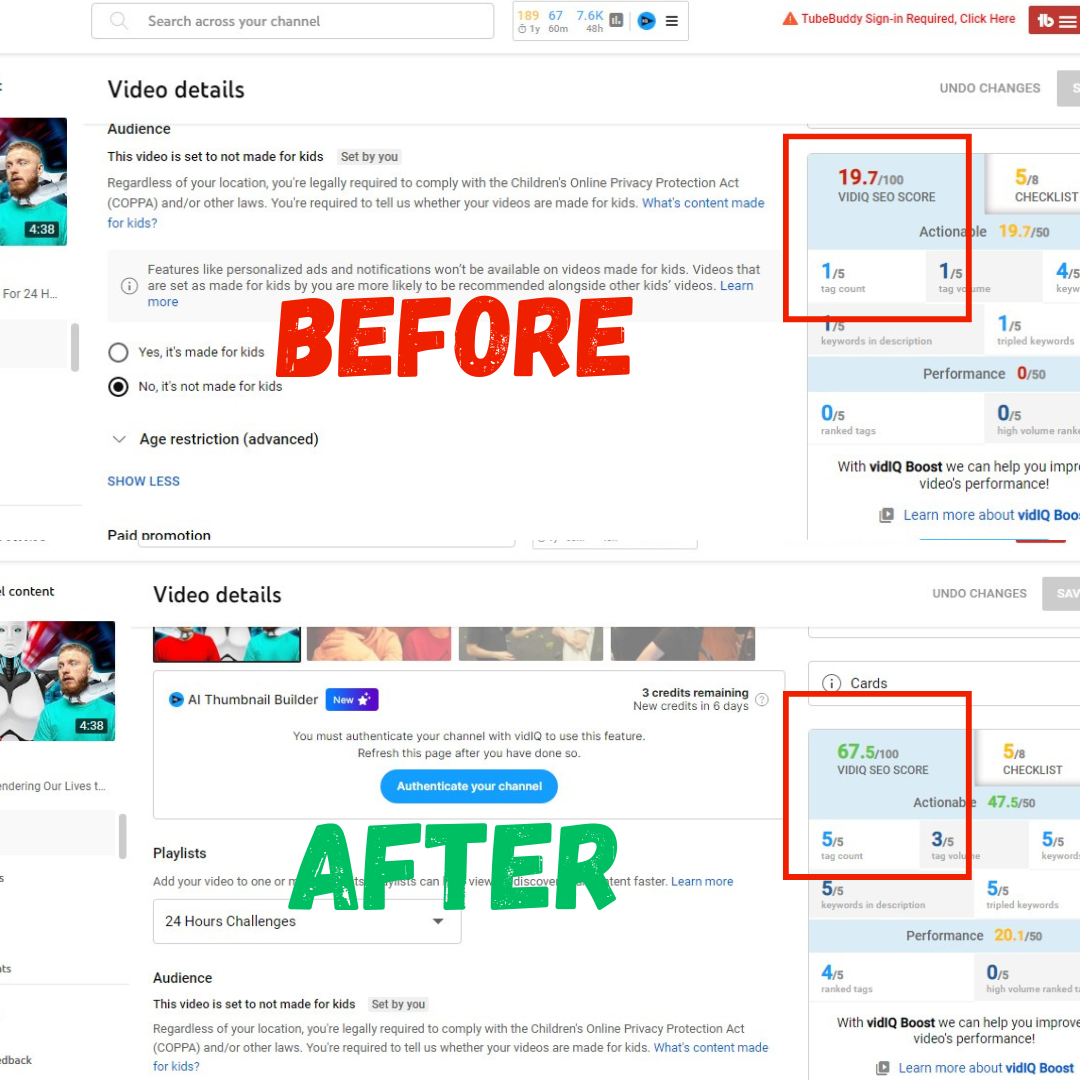 Search across your channel
189 67 7.6K
1y 60m 48h
TubeBuddy Sign-in Required, Click Here
tb
Video details
UNDO CHANGES
S
Audience
This video is set to not made for kids Set by you
Regardless of your location, you're legally required to comply with the Children's Online Privacy Protection Act
(COPPA) and/or other laws. You're required to tell us whether your videos are made for kids. What's content made
for kids?
Features like personalized ads and notifications won't be available on videos made for kids. Videos that
are set as made for kids by you are more likely to be recommended alongside other kids' videos. Learn
more
BEFORE
Yes, it's made for kids
No, it's not made for kids
Age restriction (advanced)
SHOW LESS
Paid promotion
4:38
For 24 H...
19.7/100
VIDIQ SEO SCORE
5/8
CHECKLIST
Actionable 19.7/50
1/5
tag count
1/5
tag volume
4/5
keyw
1/5
keywords in description
1/5
tripled keywords
Performance 0/50
0/5
ranked tags
0/5
high volume ranke
With vidIQ Boost we can help you impro
video's performance!
Learn more about vidIQ Boos
el content
Video details
UNDO CHANGES
SAV
4:38
endering Our Lives t...
AI Thumbnail Builder New
3 credits remaining
New credits in 6 days
You must authenticate your channel with vidIQ to use this feature.
Refresh this page after you have done so.
Authenticate your channel
AFTER
Playlists
Add your video to one or m ts. ylists can view discover tent faster. Learn more
24 Hours Challenges
Audience
This video is set to not made for kids Set by you
Regardless of your location, you're legally required to comply with the Children's Online Privacy Protection Act
(COPPA) and/or other laws. You're required to tell us whether your videos are made for kids. What's content made
for kids?
s
nts
edback
Cards
67.5/100
VIDIQ SEO SCORE
5/8
CHECKLIST
Actionable 47.5/50
5/5
tag count
3/5
tag volume
5/5
keywords
5/5
keywords in description
5/5
tripled keywords
Performance 20.1/50
4/5
ranked tags
0/5
high volume ranked ta
With vidIQ Boost we can help you improve
video's performance!
Learn more about vidIQ Boost